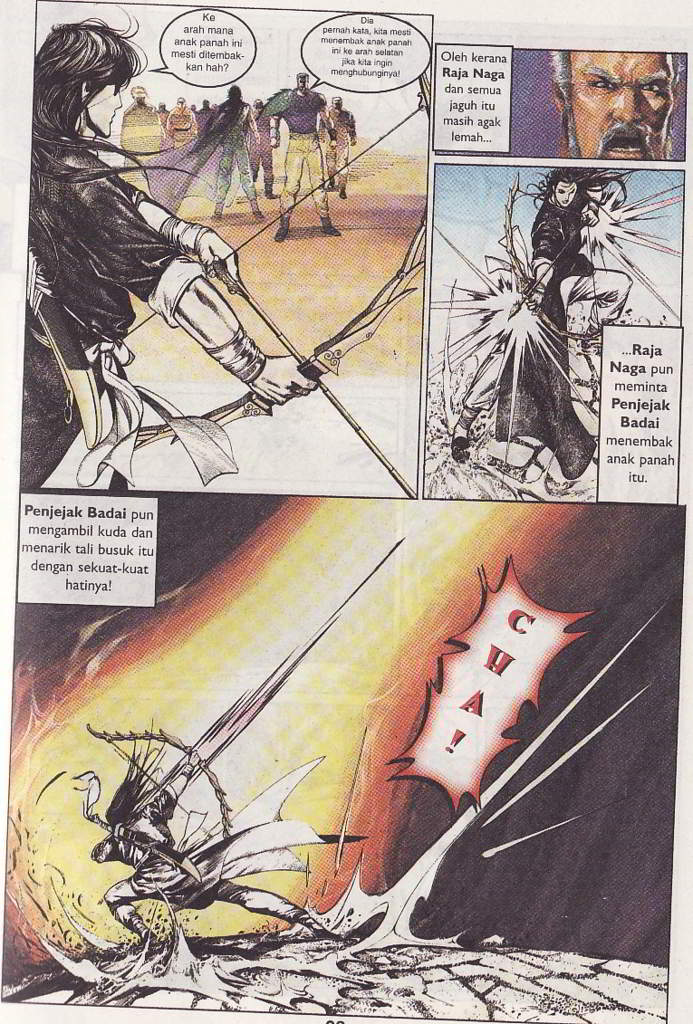 Ke
arah mana
anak panah ini
mesti ditembak-
kan hah?
Dia
pernah kata, kita mesti
menembak anak panah
ini ke arah selatan
jika kita ingin
menghubunginya!
Oleh kerana
Raja Naga
dan semua
jaguh itu
masih agak
lemah...
...Raja
Naga pun
meminta
Penjejak
Badai
menembak
anak panah
itu.
Penjejak Badai pun
mengambil kuda dan
menarik tali busuk itu
dengan sekuat-kuat
hatinya!
CHA!